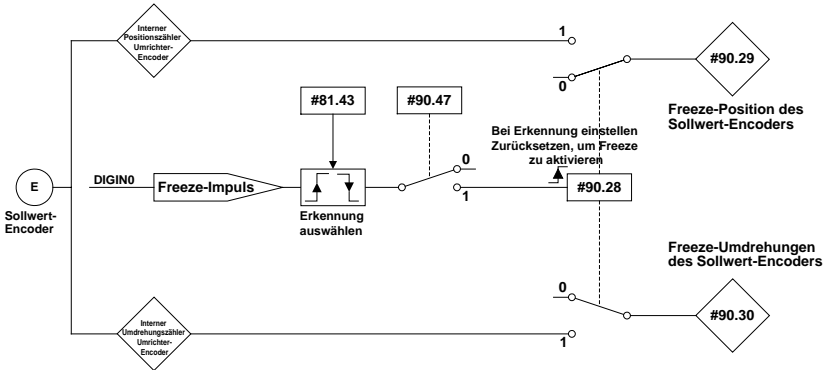 Interner
Positionszähler
Umrichter-
Encoder
1
#90.29
0
#81.43
#90.47
Freeze-Position des
Sollwert-Encoders
Bei Erkennung einstellen
Zurücksetzen, um Freeze
zu aktivieren
0
E
DIGIN0
Freeze-Impuls
#90.28
1
Sollwert-
Encoder
Erkennung
auswählen
Freeze-Umdrehungen
des Sollwert-Encoders
0
#90.30
Interner
Umdrehungszähler
Umrichter-
Encoder
1